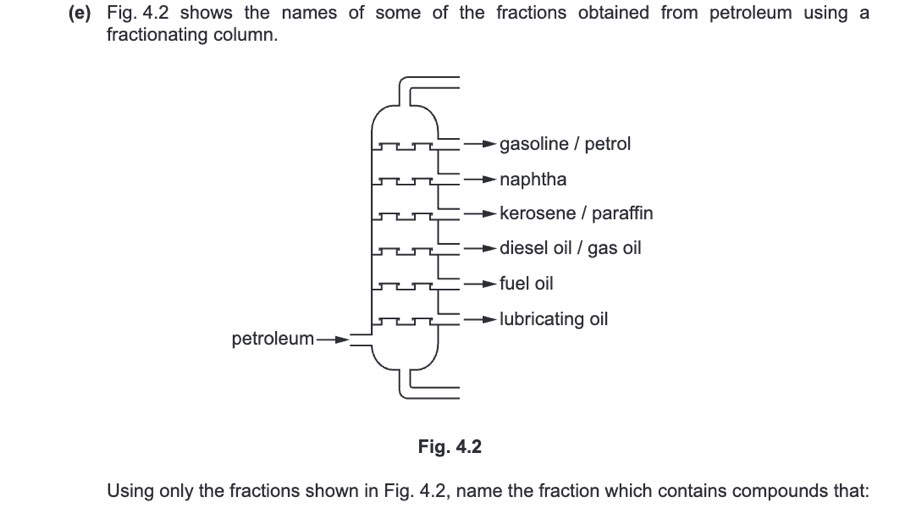 (e) Fig. 4.2 shows the names of some of the fractions obtained from petroleum using a
fractionating column.
gasoline / petrol
naphtha
kerosene / paraffin
diesel oil / gas oil
fuel oil
lubricating oil
petroleum
Fig. 4.2
Using only the fractions shown in Fig. 4.2, name the fraction which contains compounds that: